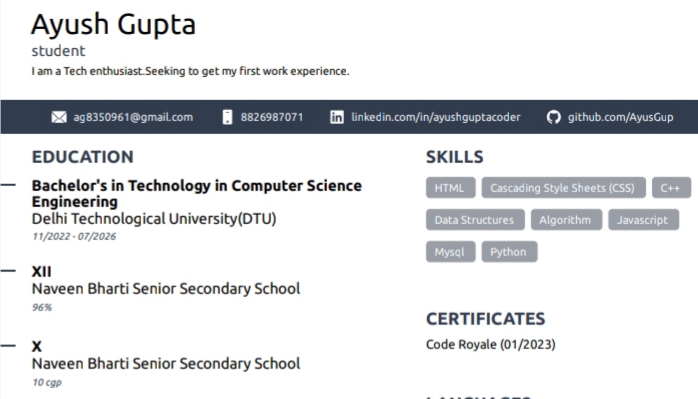 Ayush Gupta
student
I am a Tech enthusiast.Seeking to get my first work experience.
ag8350961@gmail.com 8826987071 linkedin.com/in/ayushguptacoder github.com/AyusGup
EDUCATION
Bachelor's in Technology in Computer Science
Engineering
Delhi Technological University(DTU)
11/2022 - 07/2026
XII
Naveen Bharti Senior Secondary School
96%
X
Naveen Bharti Senior Secondary School
10 cgp
SKILLS
HTML Cascading Style Sheets (CSS) C++
Data Structures Algorithm Javascript
Mysql Python
CERTIFICATES
Code Royale (01/2023)